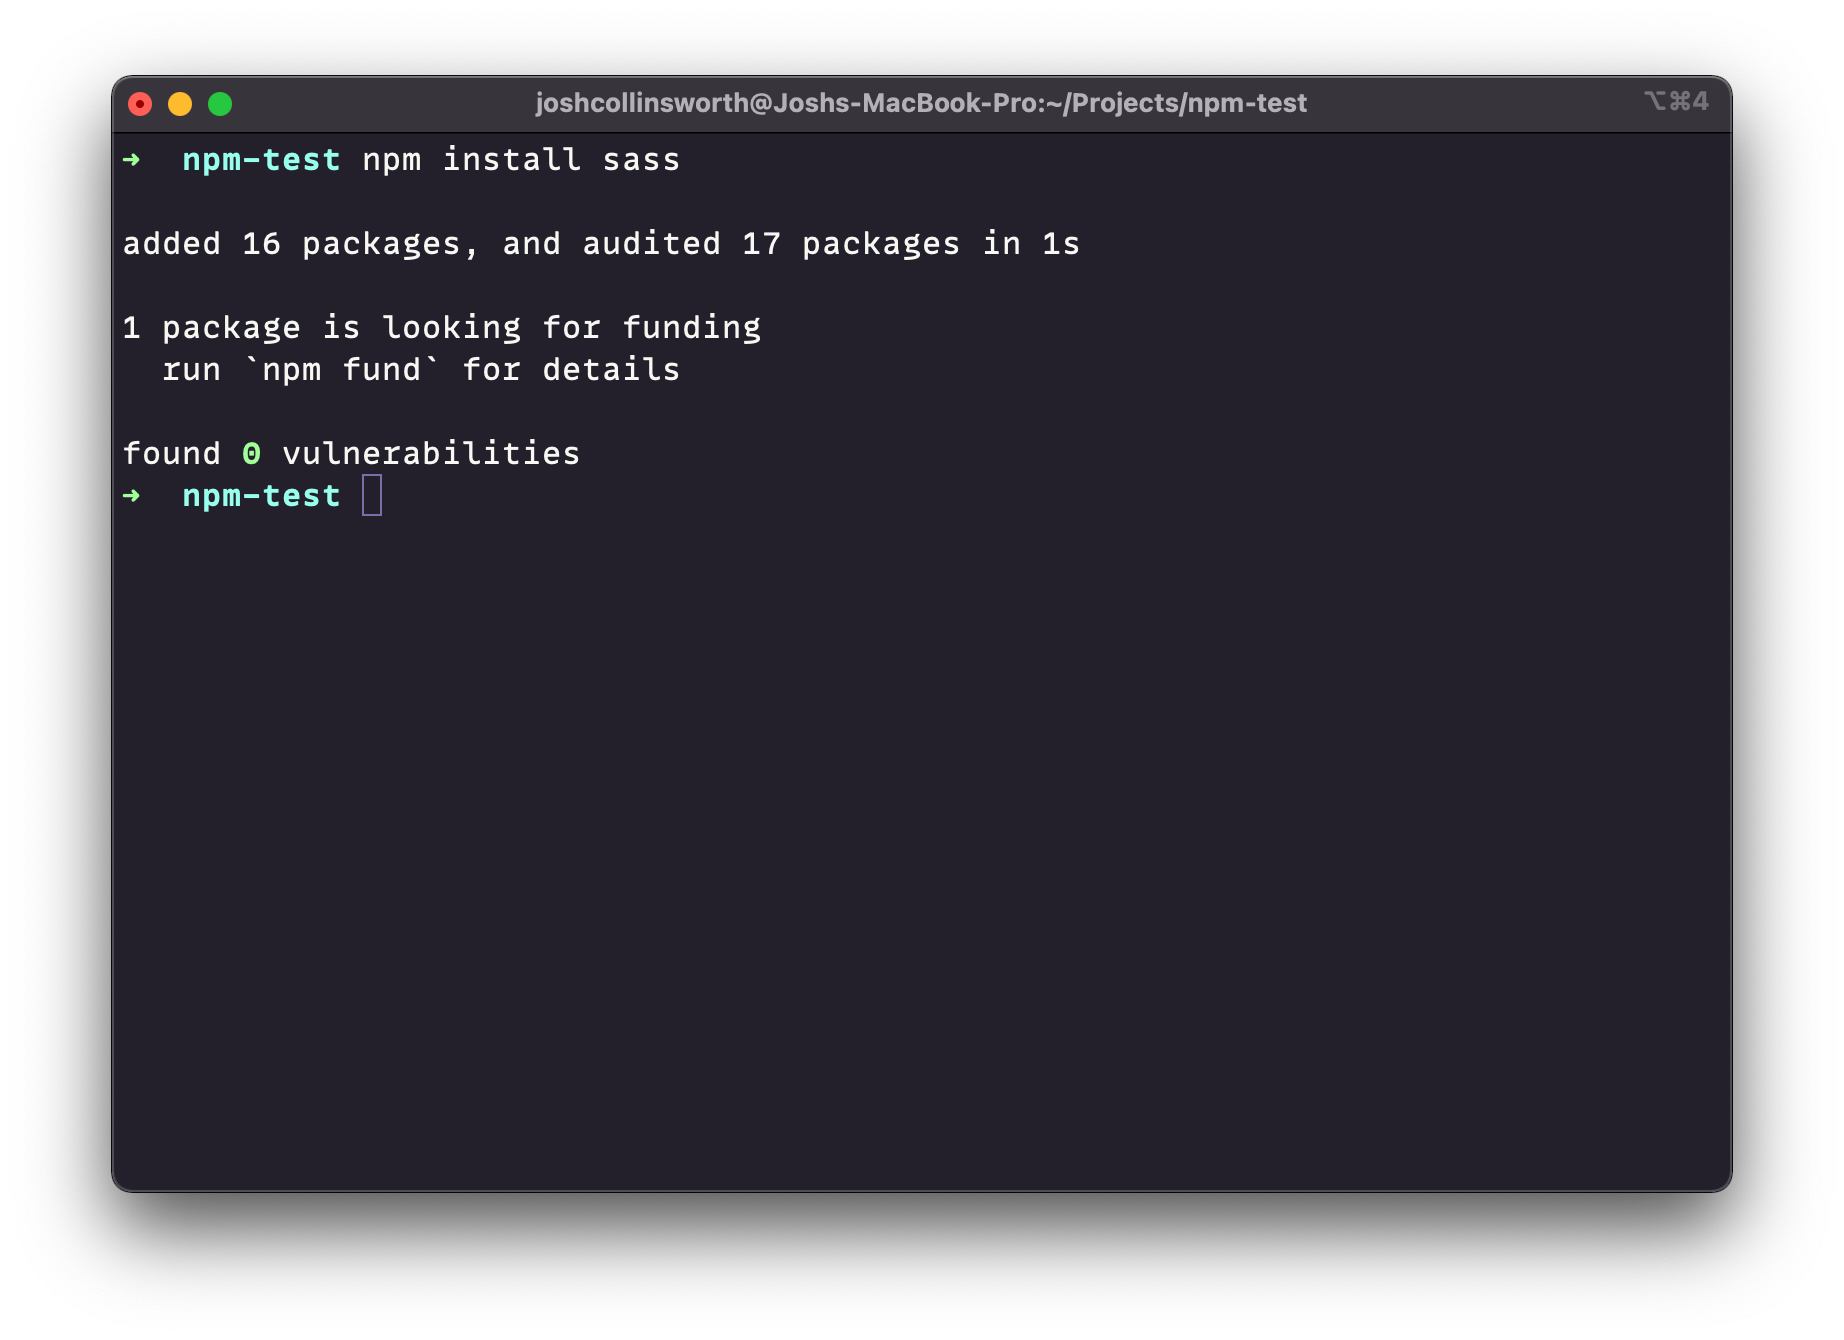 joshcollinsworth@Joshs-MacBook-Pro:~/Projects/npm-test ⌥⌘4
➜  npm-test npm install sass
added 16 packages, and audited 17 packages in 1s
1 package is looking for funding
  run `npm fund` for details
found 0 vulnerabilities
➜  npm-test